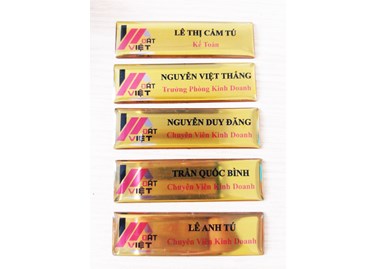 ĐẤT VIỆT
LÊ THỊ CẨM TÚ
Kế Toán
ĐẤT VIỆT
NGUYỄN VIỆT THẮNG
Trưởng Phòng Kinh Doanh
ĐẤT VIỆT
NGUYỄN DUY ĐĂNG
Chuyên Viên Kinh Doanh
ĐẤT VIỆT
TRẦN QUỐC BÌNH
Chuyên Viên Kinh Doanh
ĐẤT VIỆT
LÊ ANH TÚ
Chuyên Viên Kinh Doanh